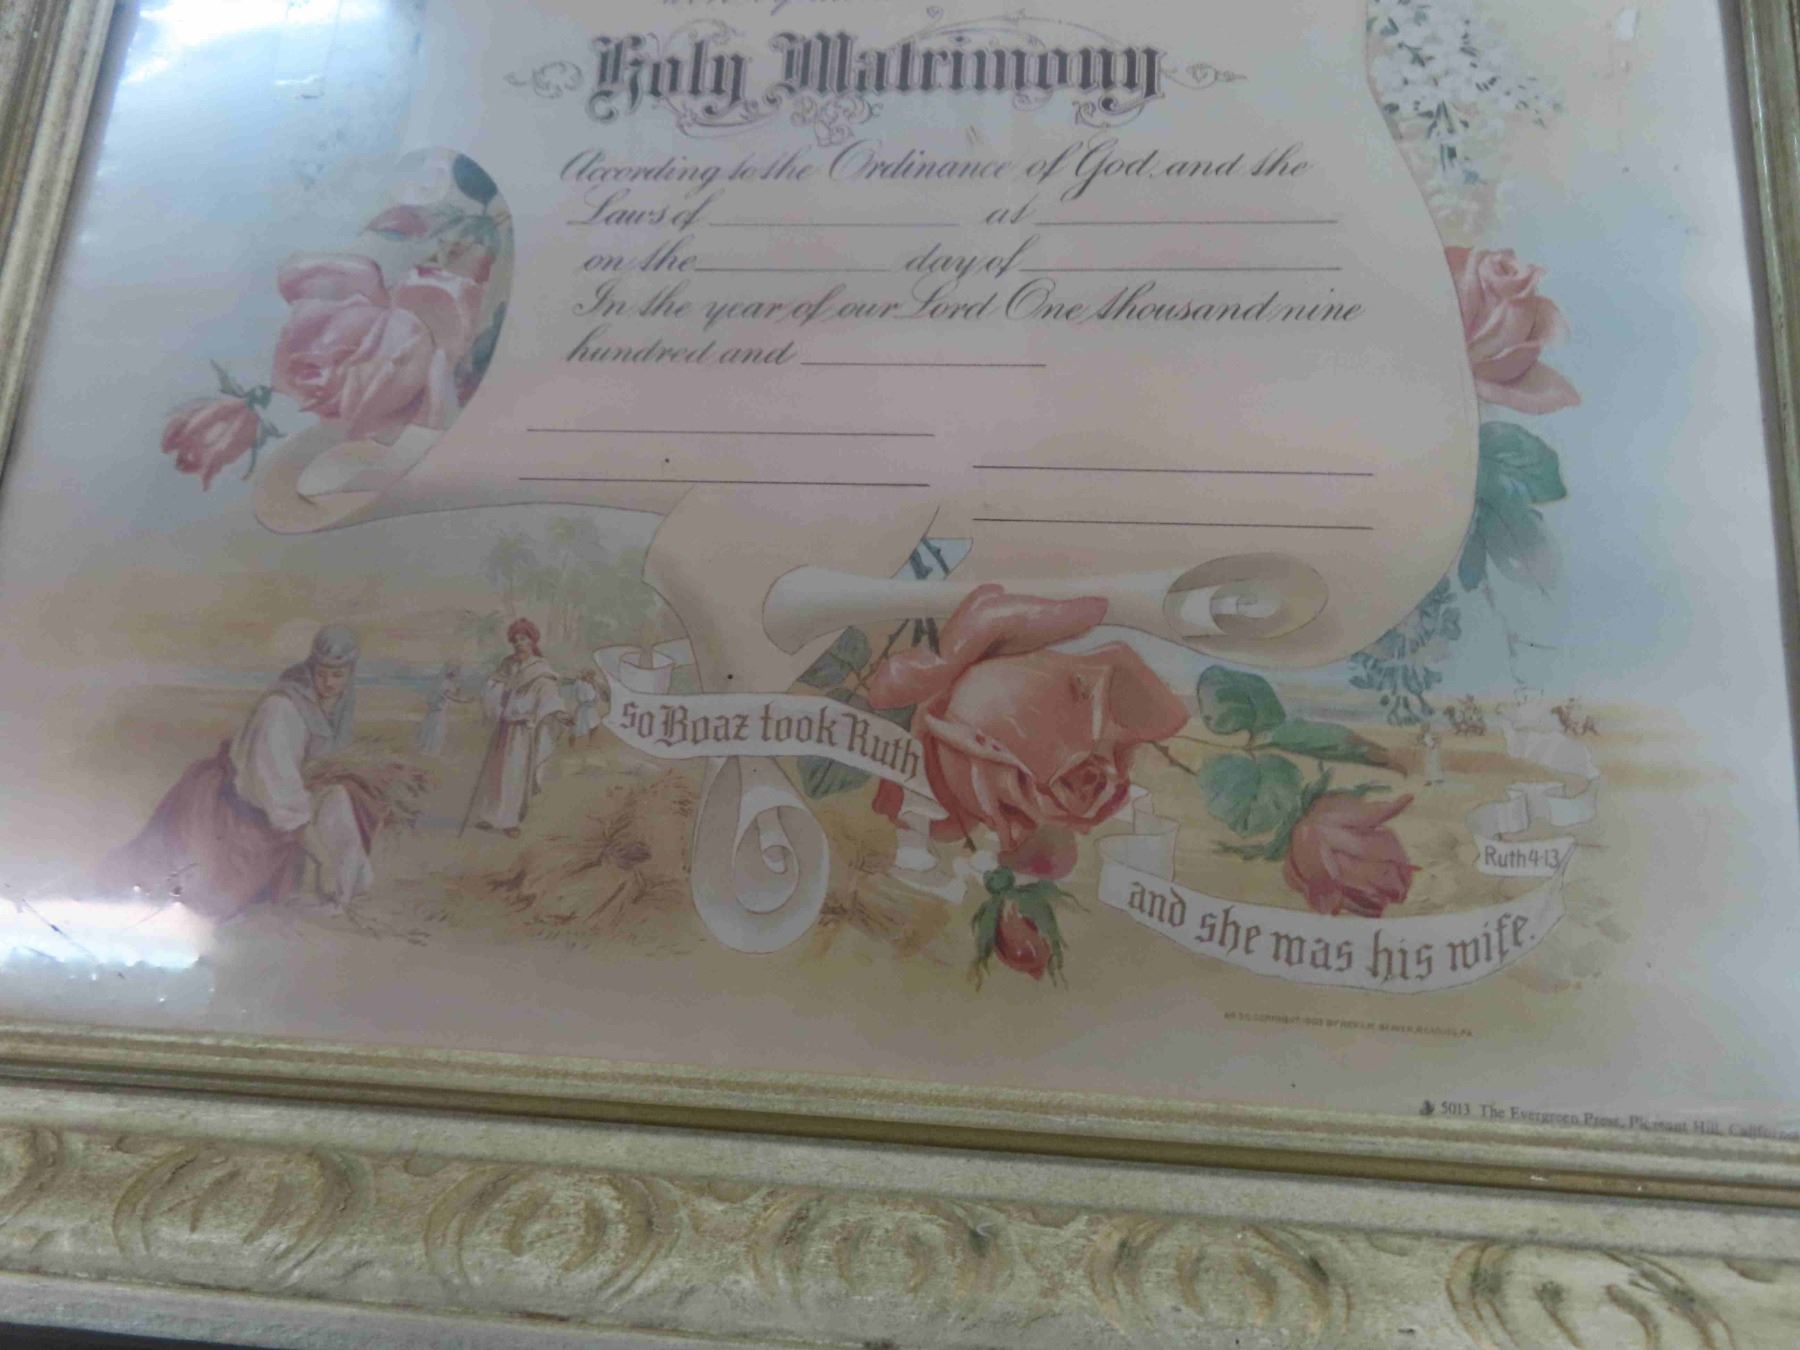 Holy Matrimony
According to the Ordinance of God, and the
Laws of at
on the day of
In the year of our Lord One thousand nine
hundred and
so Boaz took Ruth
Ruth 4-13
and she was his wife.
5013 The Evergreen Press, Pleasant Hill, California